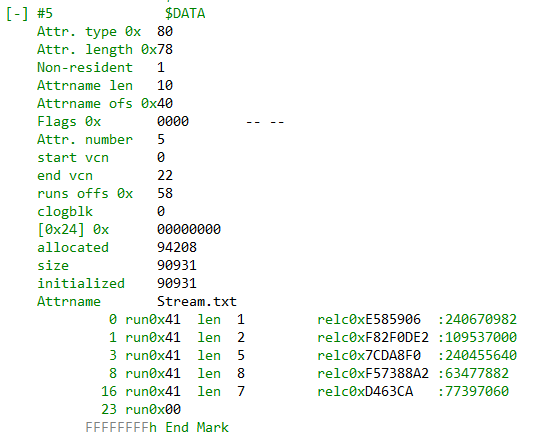 [-] #5 $DATA
Attr. type 0x 80
Attr. length 0x78
Non-resident 1
Attrname len 10
Attrname ofs 0x40
Flags 0x 0000 -- --
Attr. number 5
start vcn 0
end vcn 22
runs offs 0x 58
clogblk 0
[0x24] 0x 00000000
allocated 94208
size 90931
initialized 90931
Attrname Stream.txt
0 run0x41 len 1 relc0xE585906 :240670982
1 run0x41 len 2 relc0xF82F0DE2 :109537000
3 run0x41 len 5 relc0x7CDA8F0 :240455640
8 run0x41 len 8 relc0xF57388A2 :63477882
16 run0x41 len 7 relc0xD463CA :77397060
23 run0x00
FFFFFFFFh End Mark